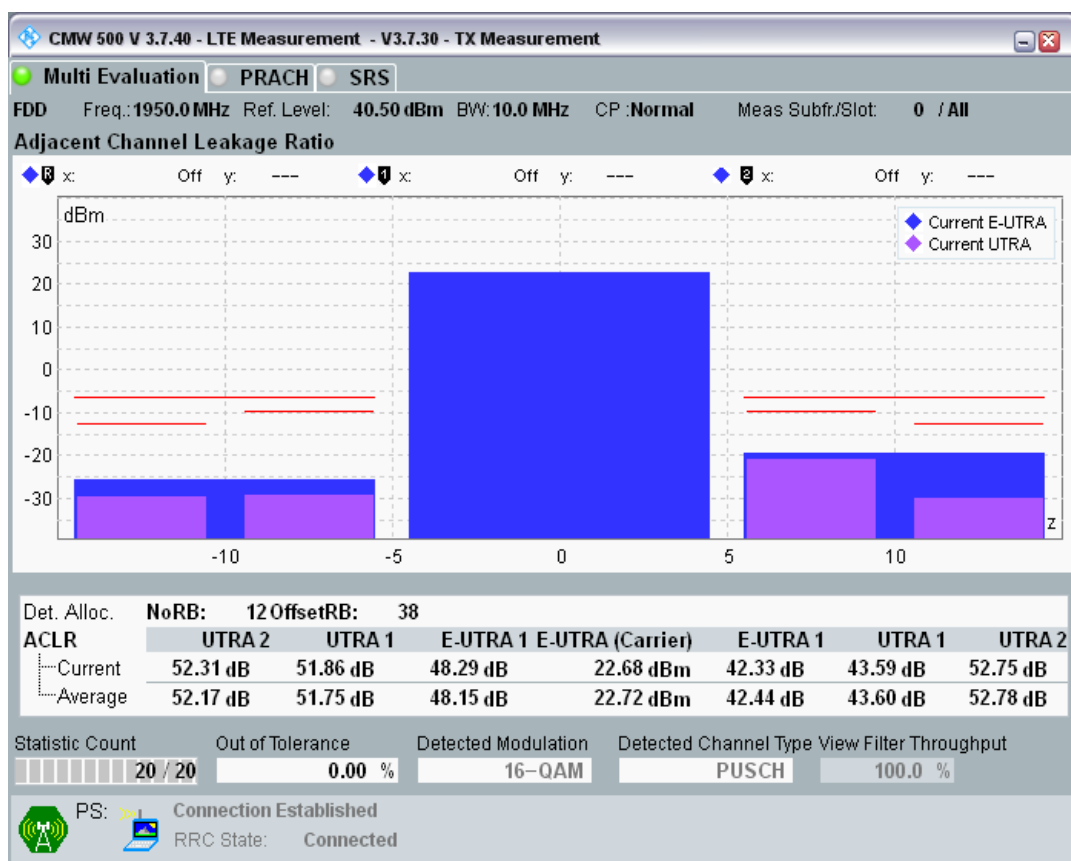 CMW 500 V 3.7.40 - LTE Measurement - V3.7.30 - TX Measurement
Multi Evaluation PRACH SRS
FDD Freq.: 1950.0 MHz Ref. Level: 40.50 dBm BW: 10.0 MHz CP :Normal Meas Subfr./Slot: 0 / All
Adjacent Channel Leakage Ratio
R x: Off y: --- 1 x: Off y: --- 2 x: Off y: ---
dBm
Current E-UTRA
Current UTRA
30
20
10
0
-10
-20
-30
z
-10 -5 0 5 10
Det. Alloc. NoRB: 12 OffsetRB: 38
ACLR UTRA 2 UTRA 1 E-UTRA 1 E-UTRA (Carrier) E-UTRA 1 UTRA 1 UTRA 2
Current 52.31 dB 51.86 dB 48.29 dB 22.68 dBm 42.33 dB 43.59 dB 52.75 dB
Average 52.17 dB 51.75 dB 48.15 dB 22.72 dBm 42.44 dB 43.60 dB 52.78 dB
Statistic Count Out of Tolerance Detected Modulation Detected Channel Type View Filter Throughput
20 / 20 0.00 % 16-QAM PUSCH 100.0 %
PS: Connection Established
RRC State: Connected